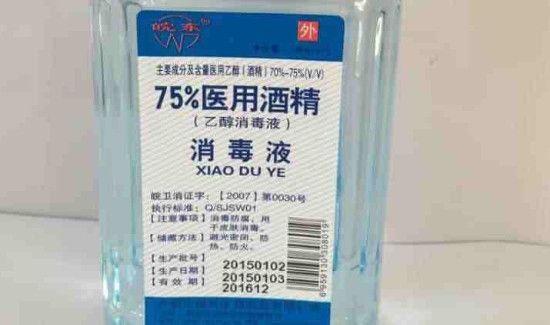 皖东
外
主要成分及含量医用乙醇（酒精）70%-75%(V/V)
75%医用酒精
（乙醇消毒液）
消毒液
XIAO DU YE
皖卫消证字：【2007】第0030号
执行标准：Q/SJSW01
【注意事项】消毒防腐，用于皮肤消毒。
【储藏方法】避光密闭、防热、防火。
【生产批号】20150102
【生产日期】20150103
【有效期】201612
6959130308019